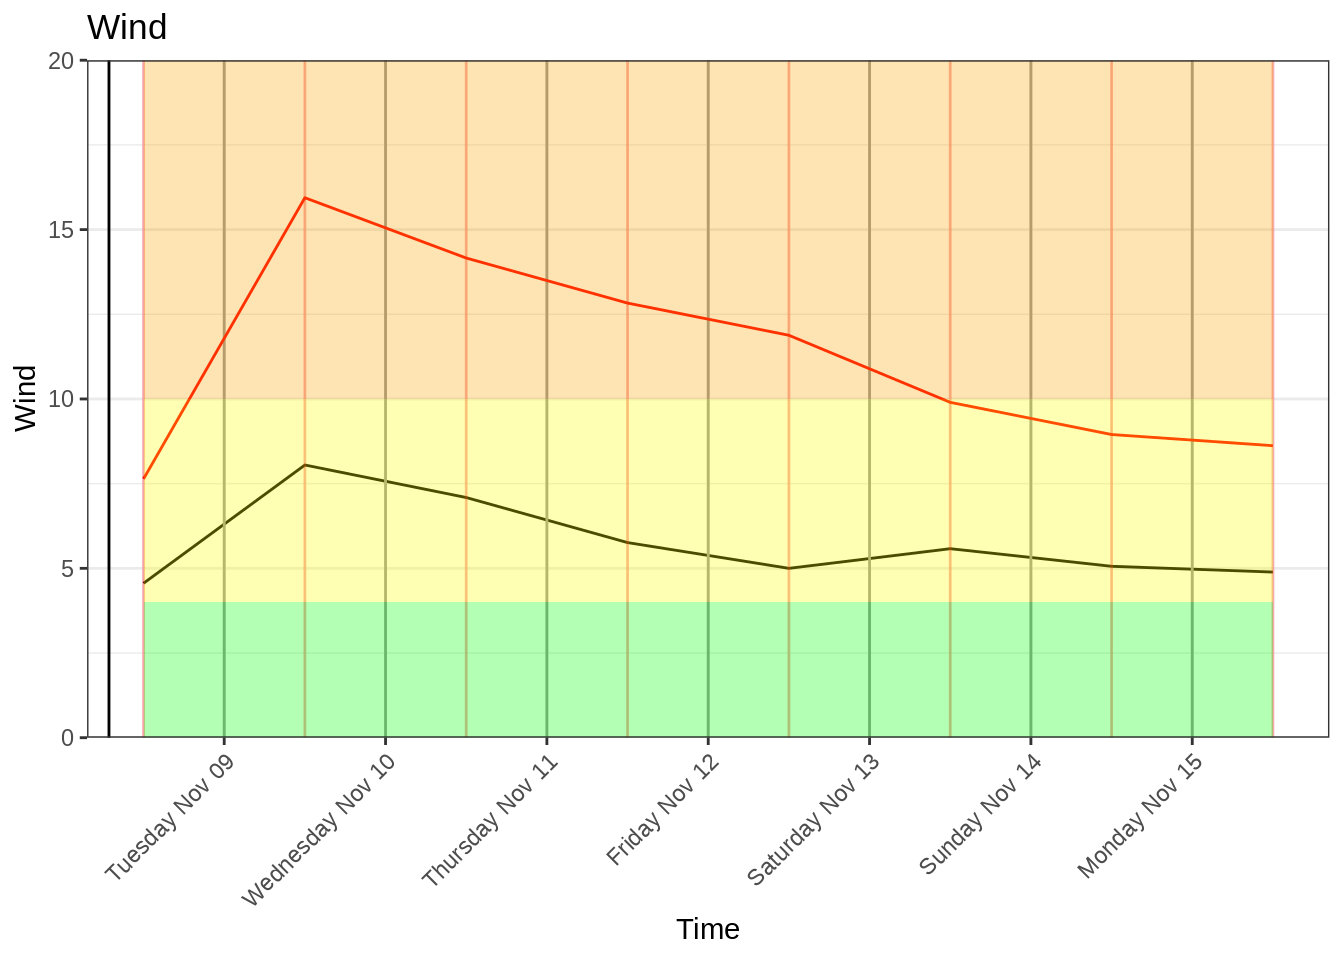 Wind
20
15
10
5
0
Wind
Tuesday Nov 09
Wednesday Nov 10
Thursday Nov 11
Friday Nov 12
Saturday Nov 13
Sunday Nov 14
Monday Nov 15
Time